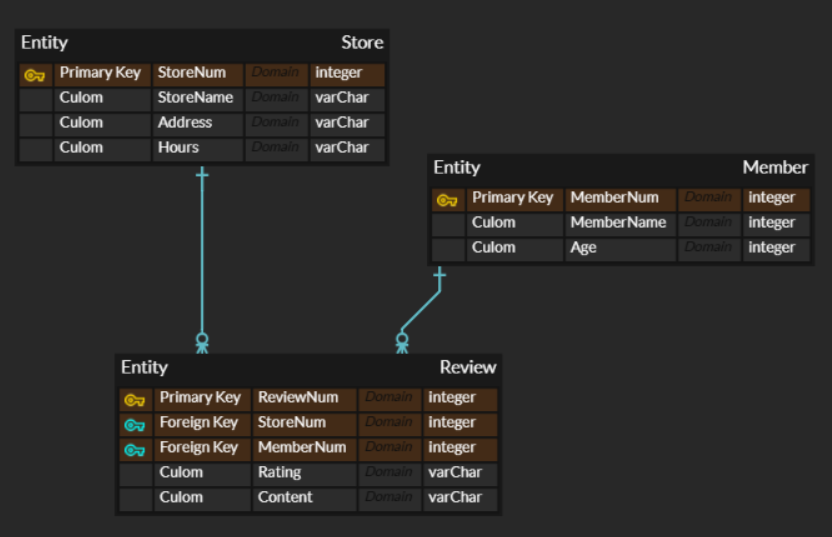 Entity Store
Primary Key StoreNum Domain integer
Culom StoreName Domain varChar
Culom Address Domain varChar
Culom Hours Domain varChar
Entity Member
Primary Key MemberNum Domain integer
Culom MemberName Domain integer
Culom Age Domain integer
Entity Review
Primary Key ReviewNum Domain integer
Foreign Key StoreNum Domain integer
Foreign Key MemberNum Domain integer
Culom Rating Domain varChar
Culom Content Domain varChar